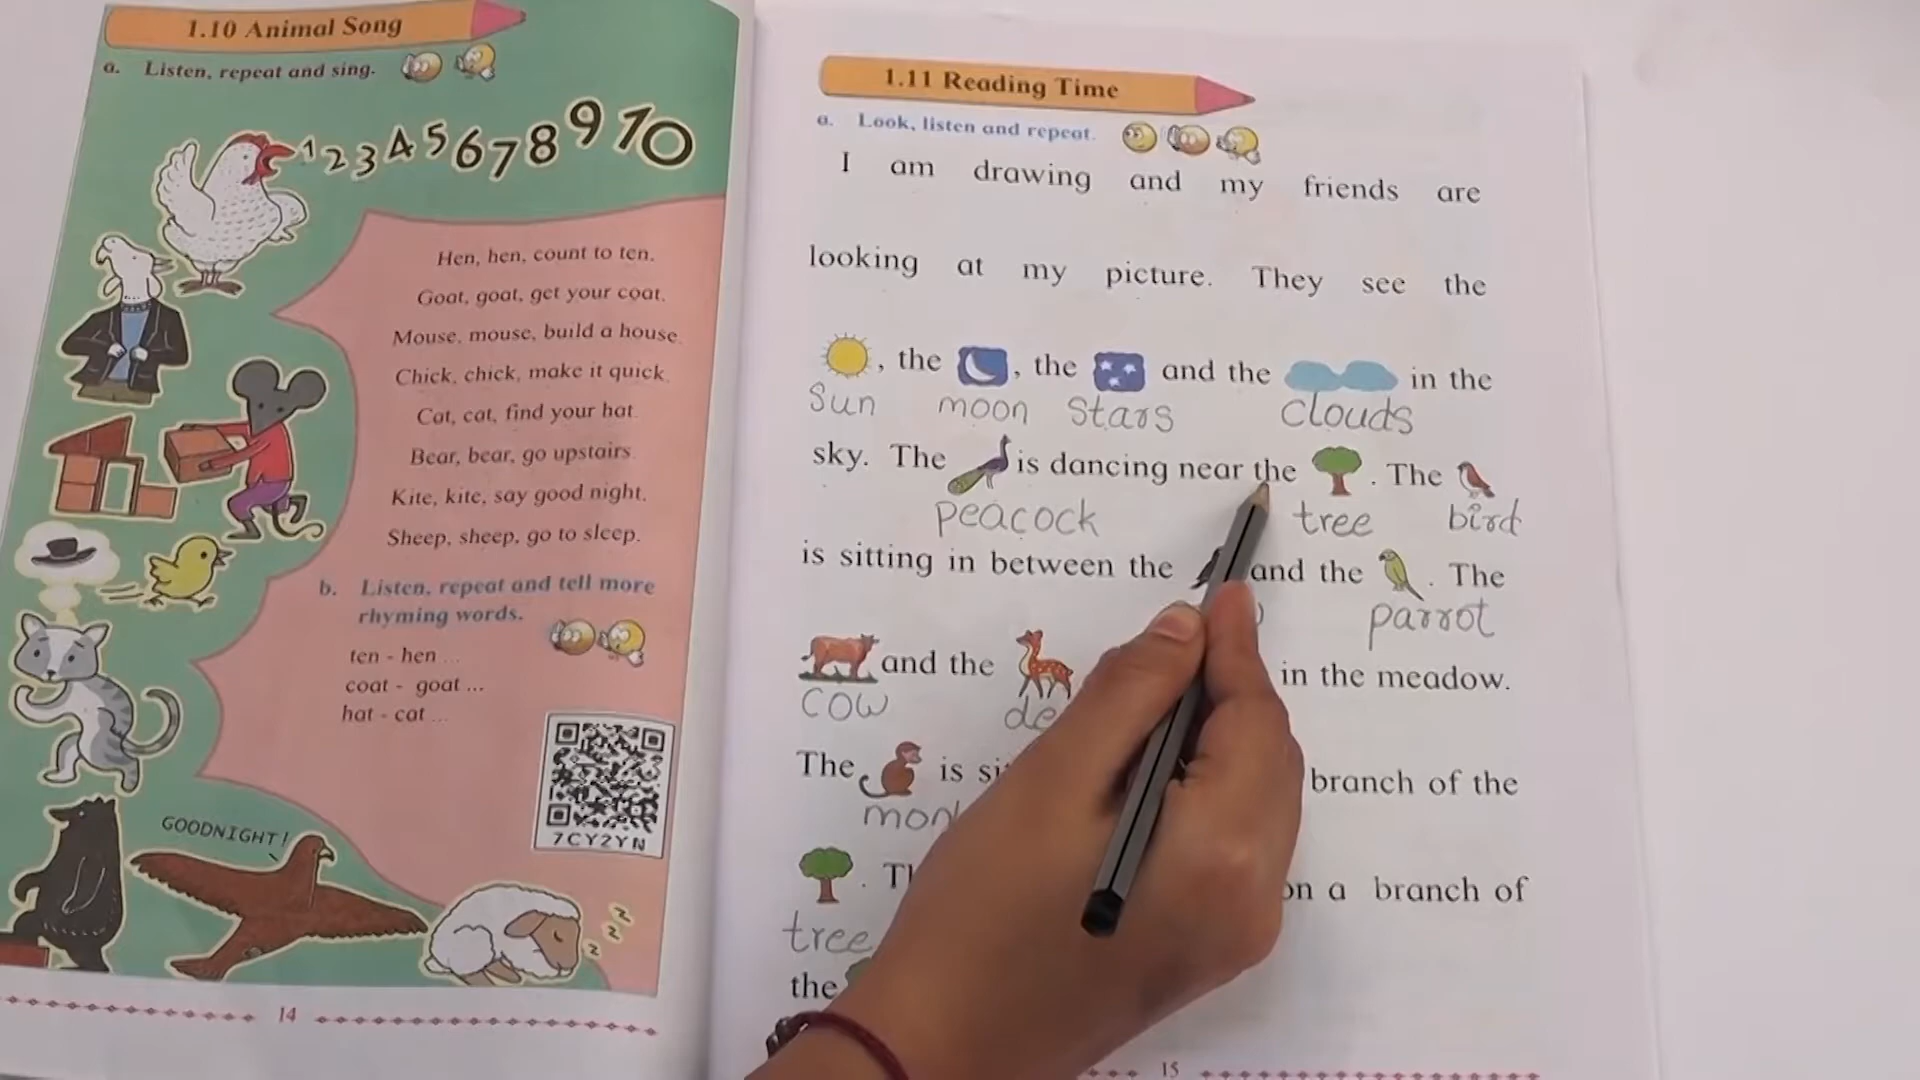 1.10 Animal Song
a. Listen, repeat and sing.
1 2 3 4 5 6 7 8 9 10
Hen, hen, count to ten.
Goat, goat, get your coat.
Mouse, mouse, build a house.
Chick, chick, make it quick.
Cat, cat, find your hat.
Bear, bear, go upstairs.
Kite, kite, say good night.
Sheep, sheep, go to sleep.
b. Listen, repeat and tell more
rhyming words.
ten - hen ...
coat - goat ...
hat - cat ...
7CY2YN
GOODNIGHT!
z z z
14
1.11 Reading Time
a. Look, listen and repeat.
I am drawing and my friends are
looking at my picture. They see the
, the , the and the in the
Sun moon Stars clouds
sky. The is dancing near the . The
peacock tree bird
is sitting in between the and the . The
parrot
and the in the meadow.
cow
The is branch of the
. on a branch of
tree
the
15